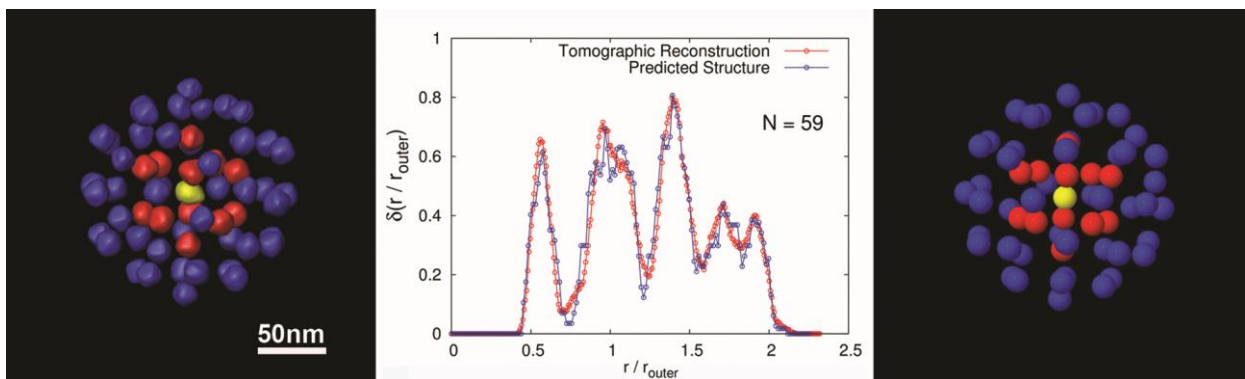 50nm
δ(r / r_outer)
1
0.8
0.6
0.4
0.2
0
Tomographic Reconstruction
Predicted Structure
N = 59
0 0.5 1 1.5 2 2.5
r / r_outer